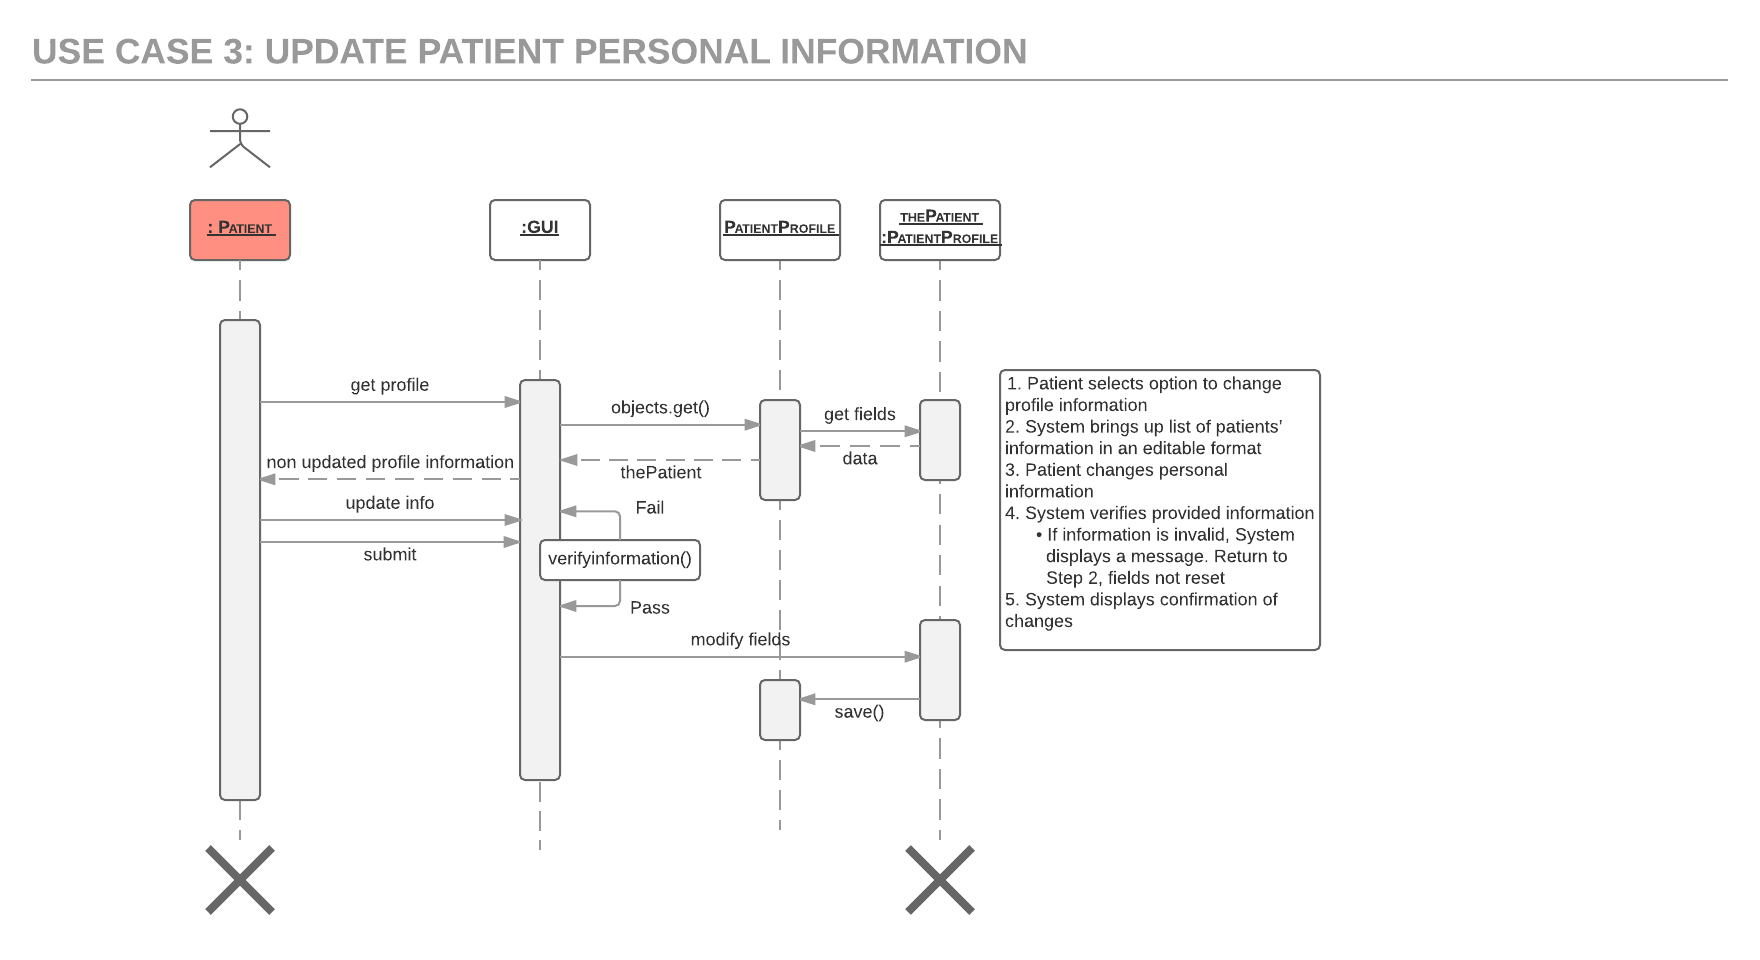 USE CASE 3: UPDATE PATIENT PERSONAL INFORMATION
: PATIENT
:GUI
PATIENTPROFILE
THEPATIENT
:PATIENTPROFILE
get profile
objects.get()
get fields
data
non updated profile information
thePatient
update info
Fail
submit
verifyinformation()
Pass
modify fields
save()
1. Patient selects option to change
profile information
2. System brings up list of patients’
information in an editable format
3. Patient changes personal
information
4. System verifies provided information
• If information is invalid, System
displays a message. Return to
Step 2, fields not reset
5. System displays confirmation of
changes